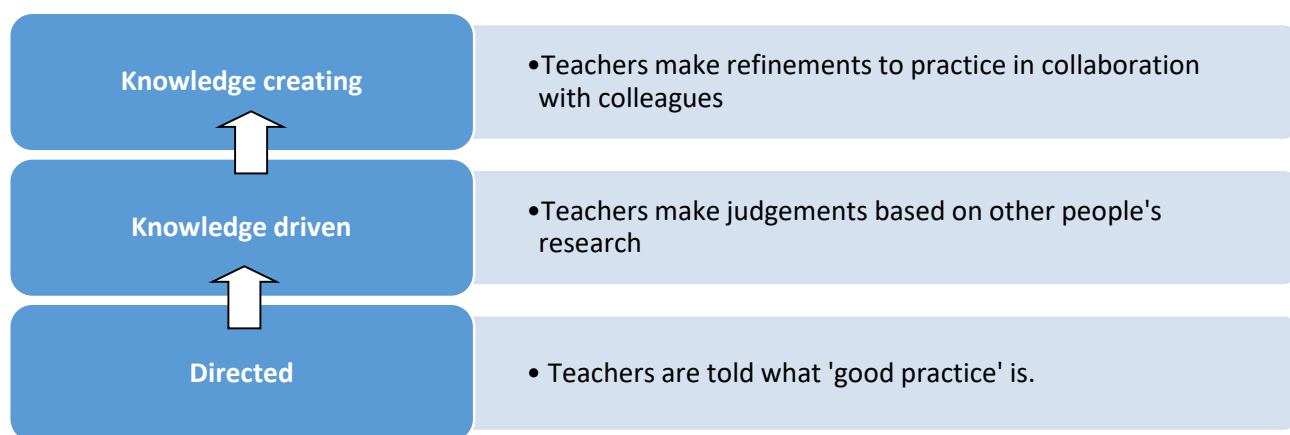 Knowledge creating
•Teachers make refinements to practice in collaboration
with colleagues
Knowledge driven
•Teachers make judgements based on other people's
research
Directed
• Teachers are told what 'good practice' is.